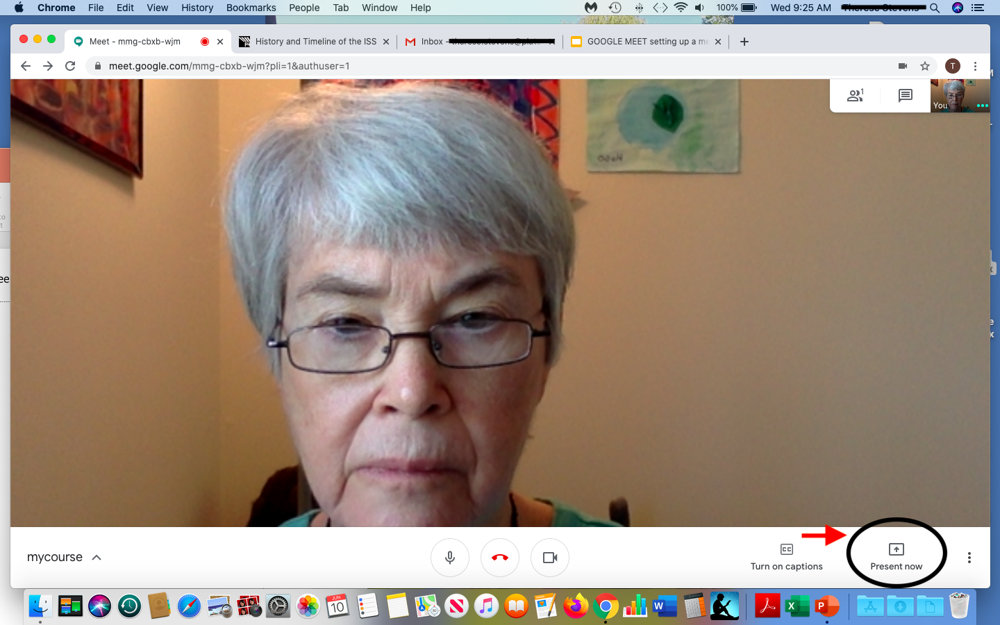 Chrome File Edit View History Bookmarks People Tab Window Help 100% Wed 9:25 AM
Meet - mmg-cbxb-wjm History and Timeline of the ISS Inbox - GOOGLE MEET setting up a me
meet.google.com/mmg-cbxb-wjm?pli=1&authuser=1 T
1
You
mycourse
CC
Turn on captions Present now
JUN
10